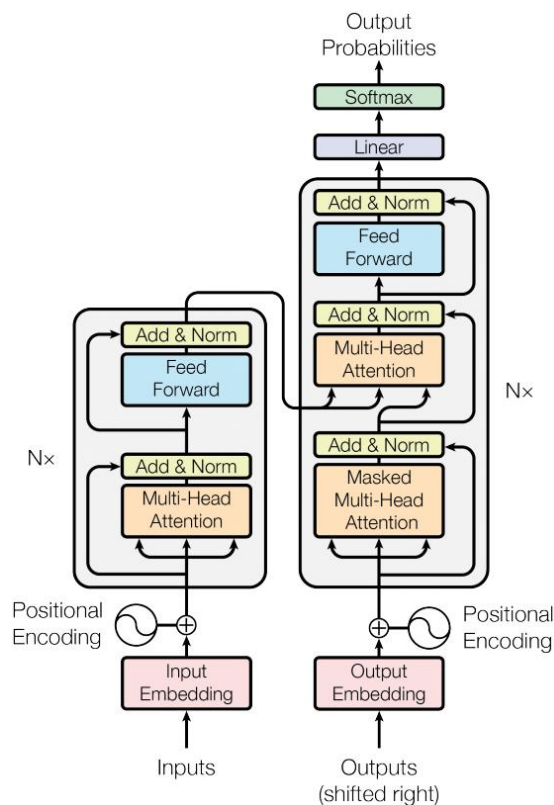 Output
Probabilities
Softmax
Linear
Add & Norm
Feed
Forward
Add & Norm
Multi-Head
Attention
Add & Norm
Masked
Multi-Head
Attention
Nx
Add & Norm
Feed
Forward
Add & Norm
Multi-Head
Attention
Nx
Positional
Encoding
Positional
Encoding
Input
Embedding
Output
Embedding
Inputs
Outputs
(shifted right)